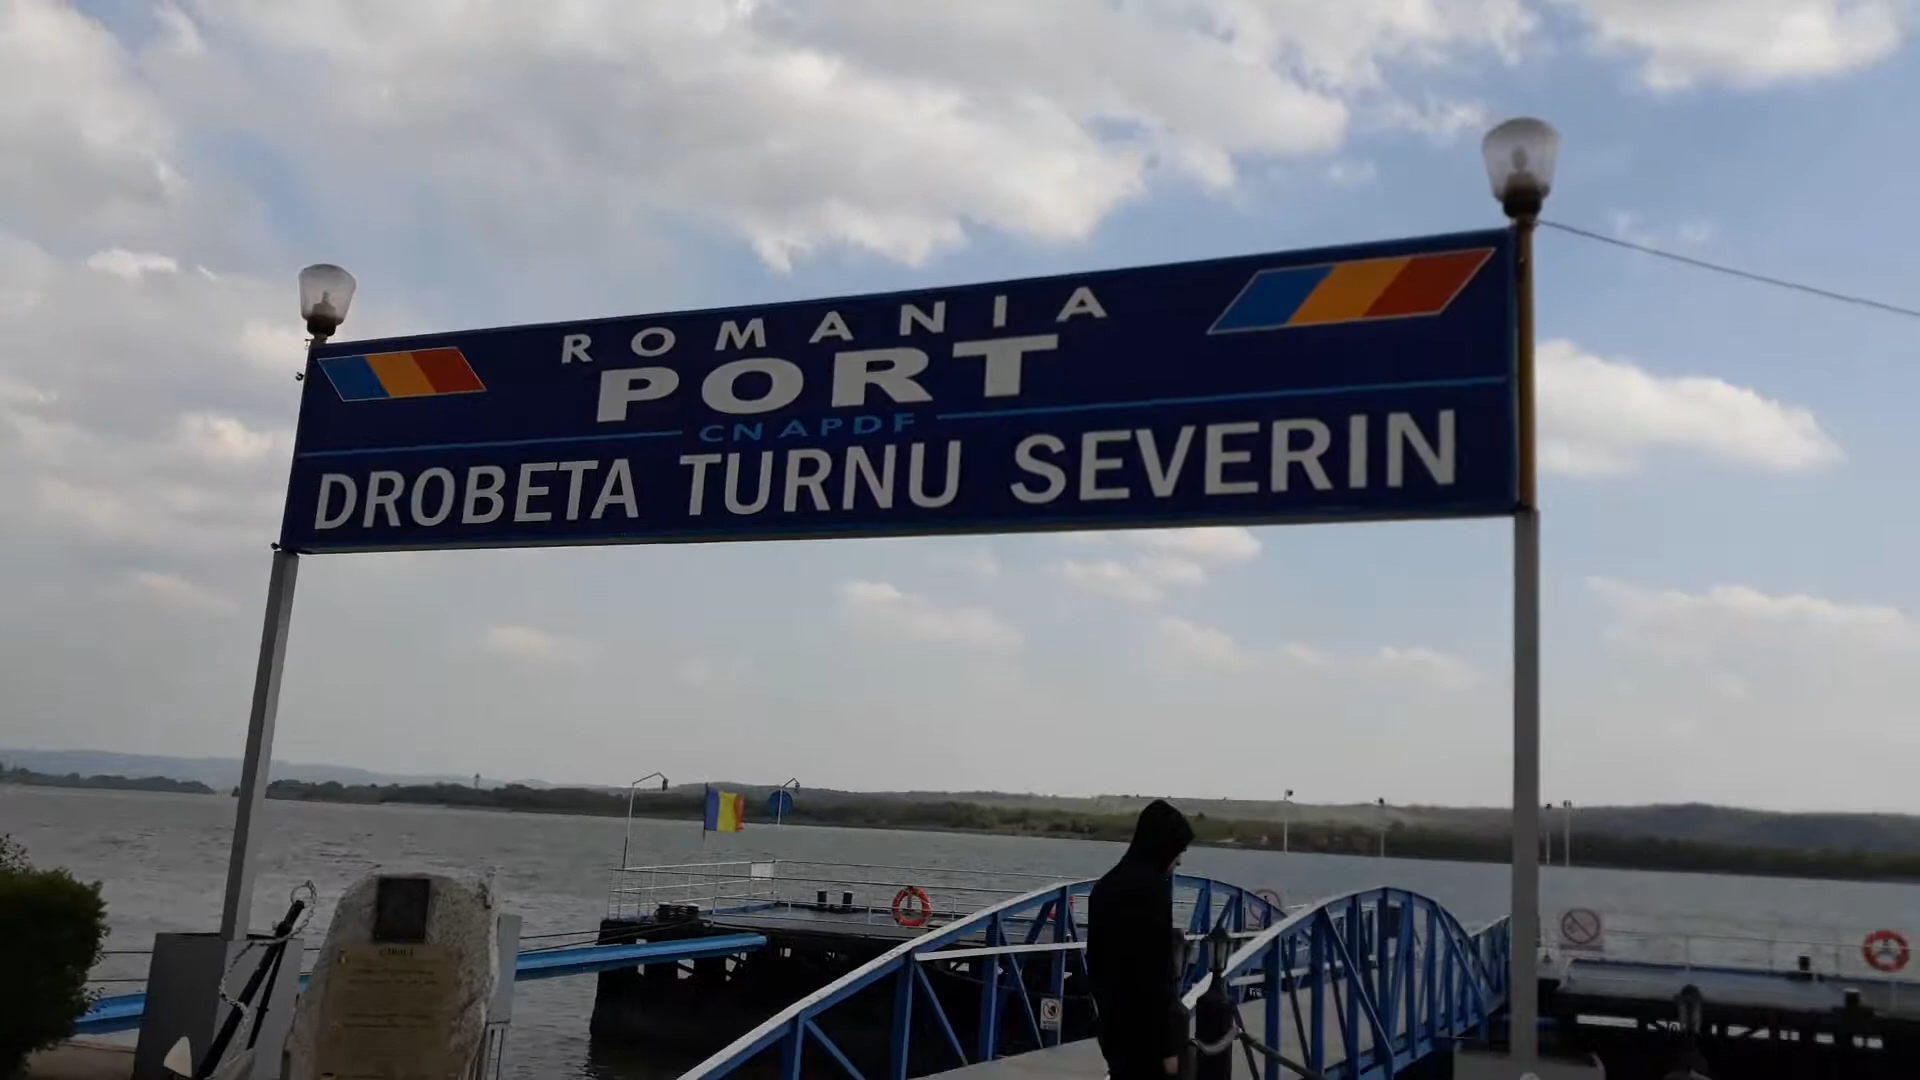 ROMANIA
PORT
CNAPDF
DROBETA TURNU SEVERIN